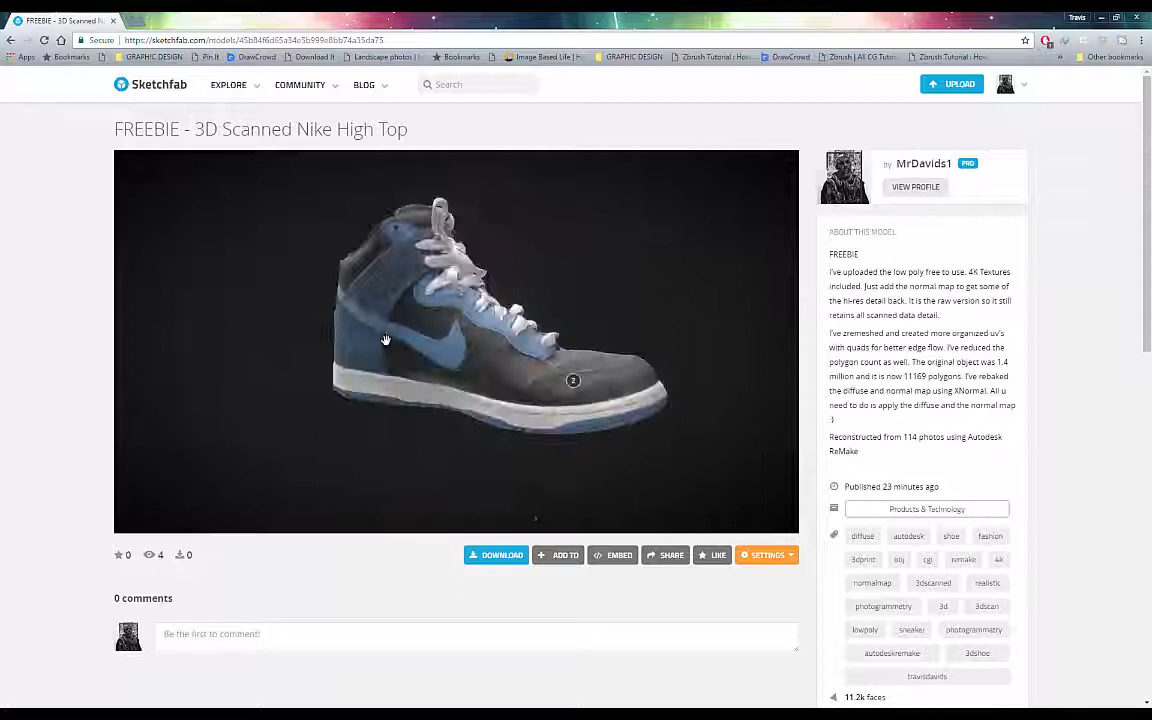 FREEBIE - 3D Scanned N
Travis
Secure
https://sketchfab.com/models/45b84f6d65a34e5b999e8bb74a35da75
Apps Bookmarks GRAPHIC DESIGN Pin It DrawCrowd Download It Landscape photos | Bookmarks Image Based Life | H GRAPHIC DESIGN Zbrush Tutorial : How DrawCrowd Zbrush | All CG Tutor Zbrush Tutorial : How » Other bookmarks
Sketchfab EXPLORE COMMUNITY BLOG Search UPLOAD
FREEBIE - 3D Scanned Nike High Top
By MrDavids1 PRO
VIEW PROFILE
ABOUT THIS MODEL
FREEBIE
I've uploaded the low poly free to use. 4K Textures
included. Just add the normal map to get some of
the hi-res detail back. It is the raw version so it still
retains all scanned data detail.
I've zremeshed and created more organized uv's
with quads for better edge flow. I've reduced the
polygon count as well. The original object was 1.4
million and it is now 11169 polygons. I've rebaked
the diffuse and normal map using XNormal. All u
need to do is apply the diffuse and the normal map
:)
Reconstructed from 114 photos using Autodesk
ReMake
2
Published 23 minutes ago
Products & Technology
diffuse autodesk shoe fashion
3dprint obj cgi remake 4k
normalmap 3dscanned realistic
photogrammetry 3d 3dscan
lowpoly sneaker photogrammatry
autodeskremake 3dshoe
travisdavids
11.2k faces
0 4 0
DOWNLOAD ADD TO EMBED SHARE LIKE SETTINGS
0 comments
Be the first to comment!